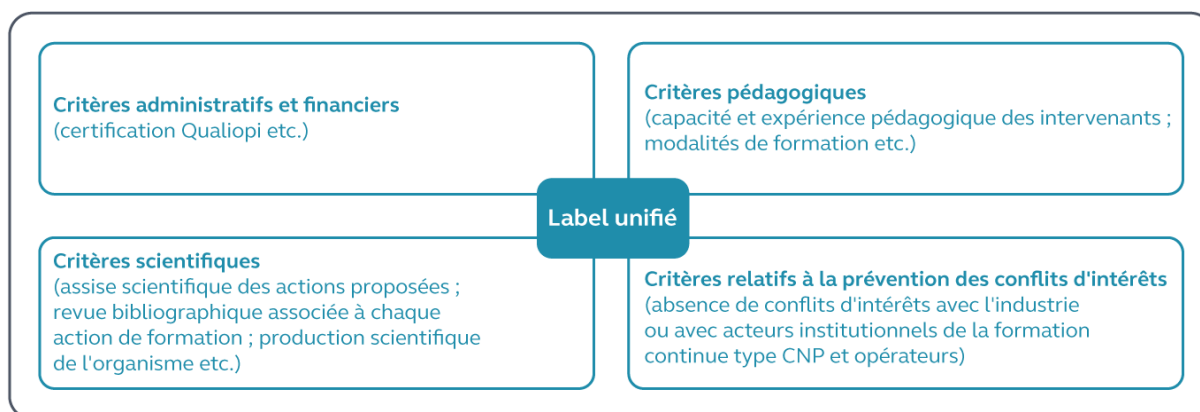 Critères administratifs et financiers
(certification Qualiopi etc.)
Critères pédagogiques
(capacité et expérience pédagogique des intervenants ;
modalités de formation etc.)
Label unifié
Critères scientifiques
(assise scientifique des actions proposées ;
revue bibliographique associée à chaque
action de formation ; production scientifique
de l'organisme etc.)
Critères relatifs à la prévention des conflits d'intérêts
(absence de conflits d'intérêts avec l'industrie
ou avec acteurs institutionnels de la formation
continue type CNP et opérateurs)